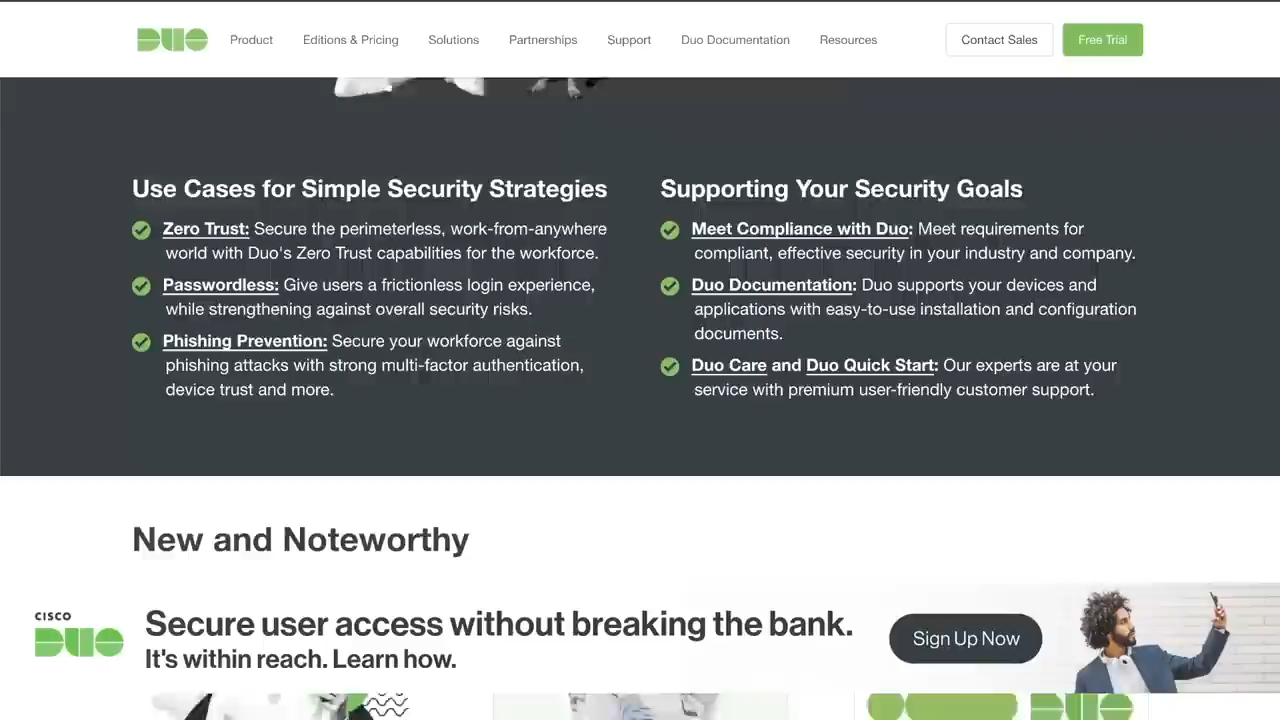 DUO
Product
Editions & Pricing
Solutions
Partnerships
Support
Duo Documentation
Resources
Contact Sales
Free Trial
Use Cases for Simple Security Strategies
Zero Trust: Secure the perimeterless, work-from-anywhere
world with Duo's Zero Trust capabilities for the workforce.
Passwordless: Give users a frictionless login experience,
while strengthening against overall security risks.
Phishing Prevention: Secure your workforce against
phishing attacks with strong multi-factor authentication,
device trust and more.
Supporting Your Security Goals
Meet Compliance with Duo: Meet requirements for
compliant, effective security in your industry and company.
Duo Documentation: Duo supports your devices and
applications with easy-to-use installation and configuration
documents.
Duo Care and Duo Quick Start: Our experts are at your
service with premium user-friendly customer support.
New and Noteworthy
CISCO
DUO
Secure user access without breaking the bank.
It's within reach. Learn how.
Sign Up Now